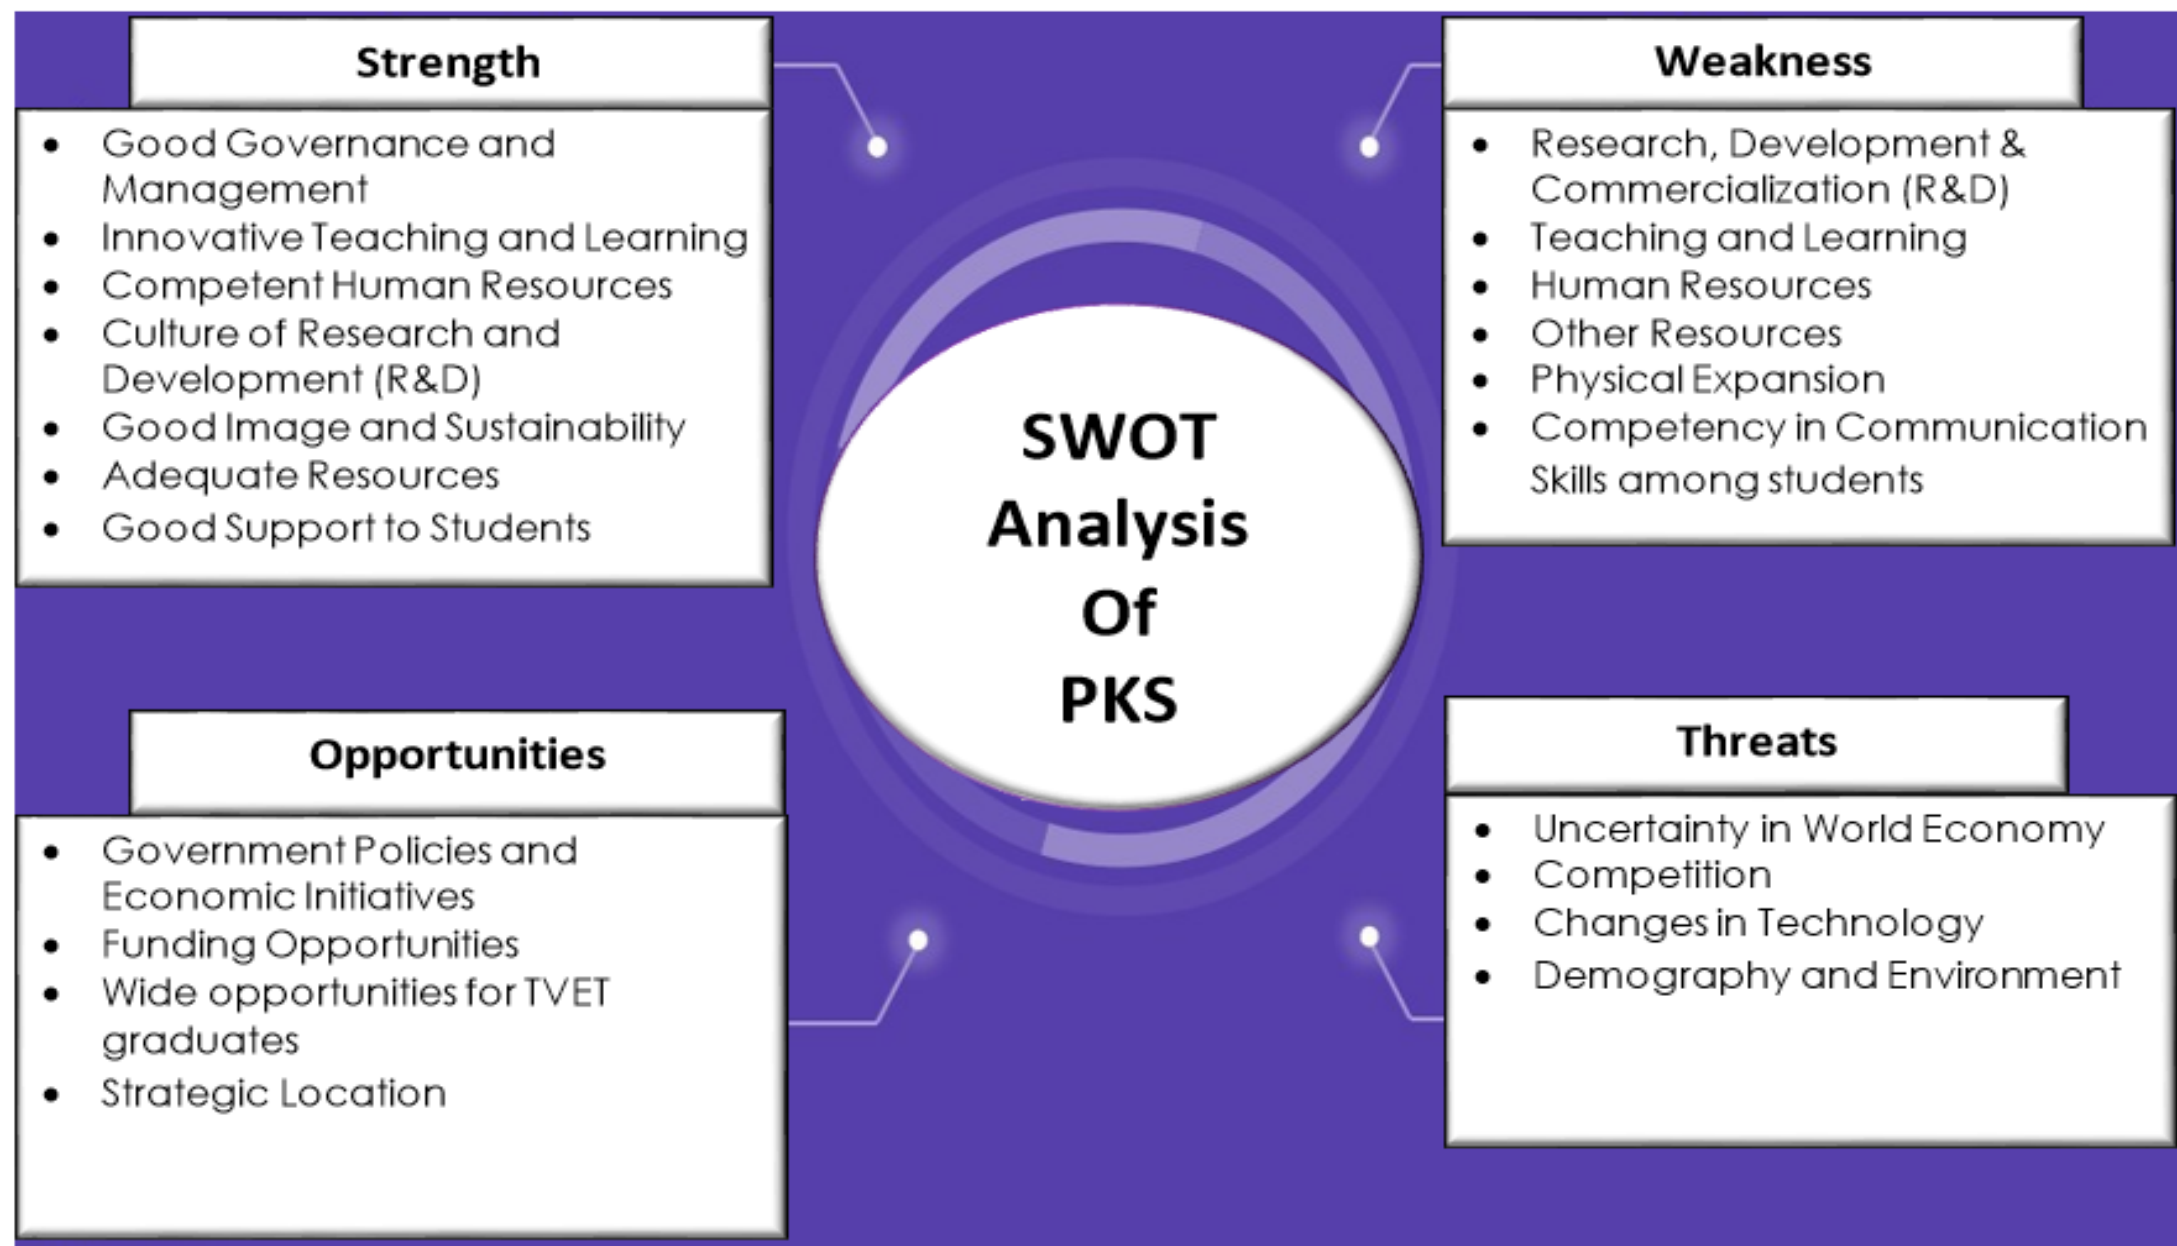 Strength
• Good Governance and
Management
• Innovative Teaching and Learning
• Competent Human Resources
• Culture of Research and
Development (R&D)
• Good Image and Sustainability
• Adequate Resources
• Good Support to Students
Weakness
• Research, Development &
Commercialization (R&D)
• Teaching and Learning
• Human Resources
• Other Resources
• Physical Expansion
• Competency in Communication
Skills among students
SWOT
Analysis
Of
PKS
Opportunities
• Government Policies and
Economic Initiatives
• Funding Opportunities
• Wide opportunities for TVET
graduates
• Strategic Location
Threats
• Uncertainty in World Economy
• Competition
• Changes in Technology
• Demography and Environment